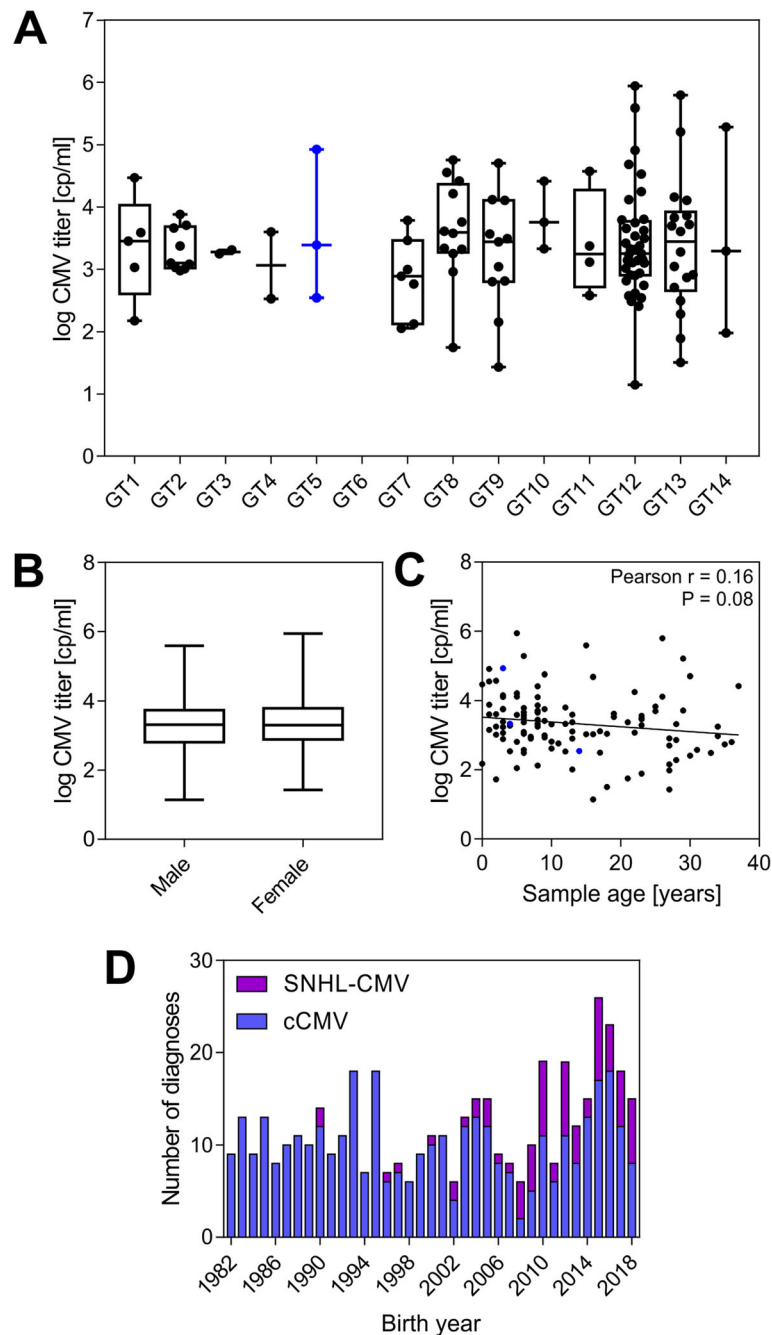 A
log CMV titer [cp/ml]
7
6
5
4
3
2
1
0
GT1 GT2 GT3 GT4 GT5 GT6 GT7 GT8 GT9 GT10 GT11 GT12 GT13 GT14
B
log CMV titer [cp/ml]
8
6
4
2
0
Male Female
C
Pearson r = 0.16
P = 0.08
log CMV titer [cp/ml]
8
6
4
2
0
0 10 20 30 40
Sample age [years]
D
SNHL-CMV
cCMV
Number of diagnoses
30
20
10
0
1982 1986 1990 1994 1998 2002 2006 2010 2014 2018
Birth year